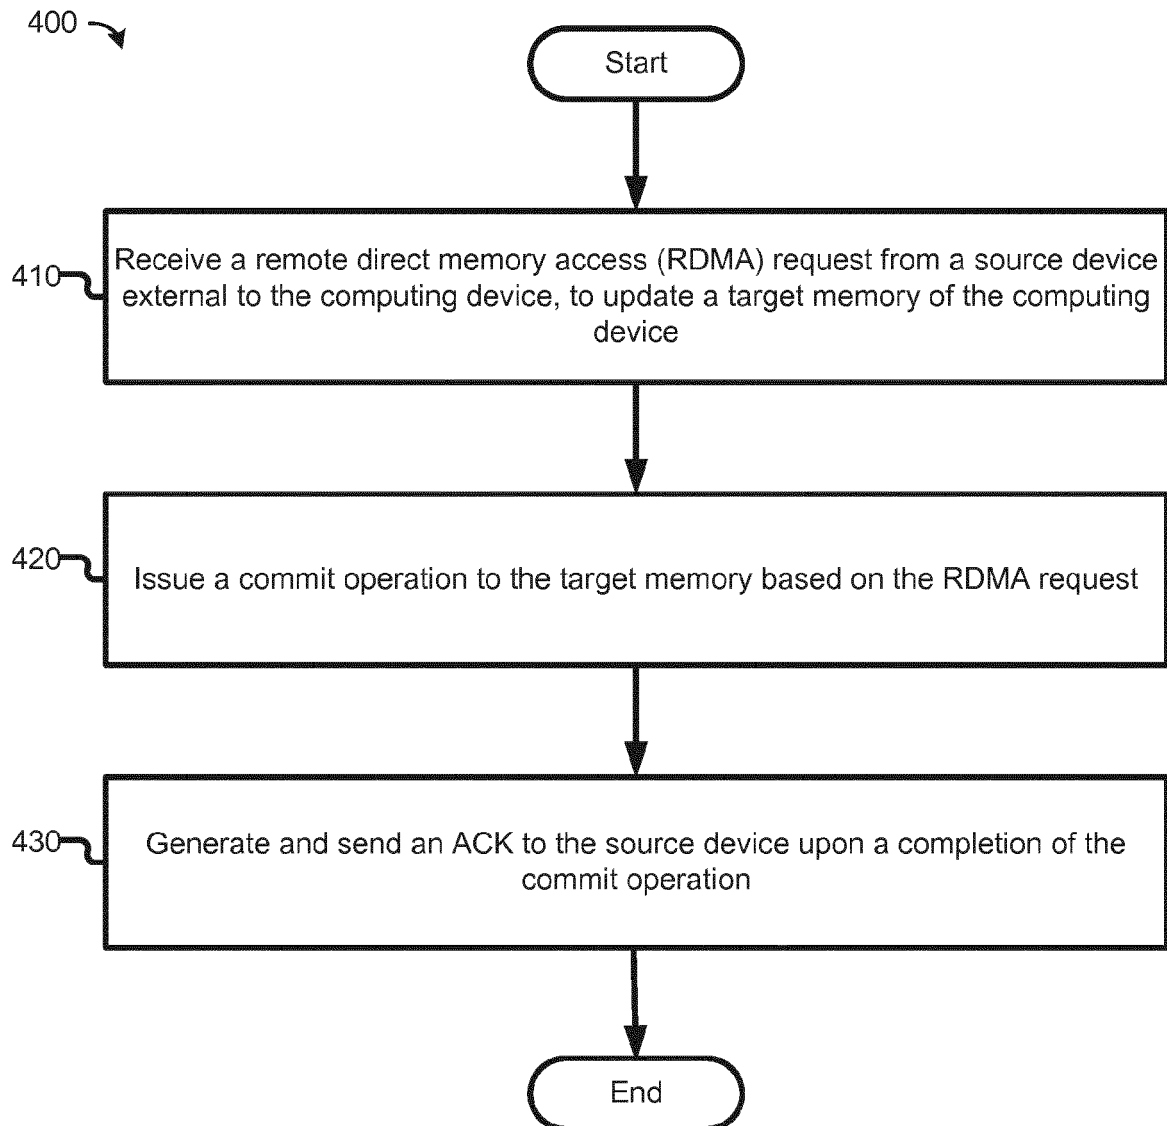 400
Start
410
Receive a remote direct memory access (RDMA) request from a source device
external to the computing device, to update a target memory of the computing
device
420
Issue a commit operation to the target memory based on the RDMA request
430
Generate and send an ACK to the source device upon a completion of the
commit operation
End